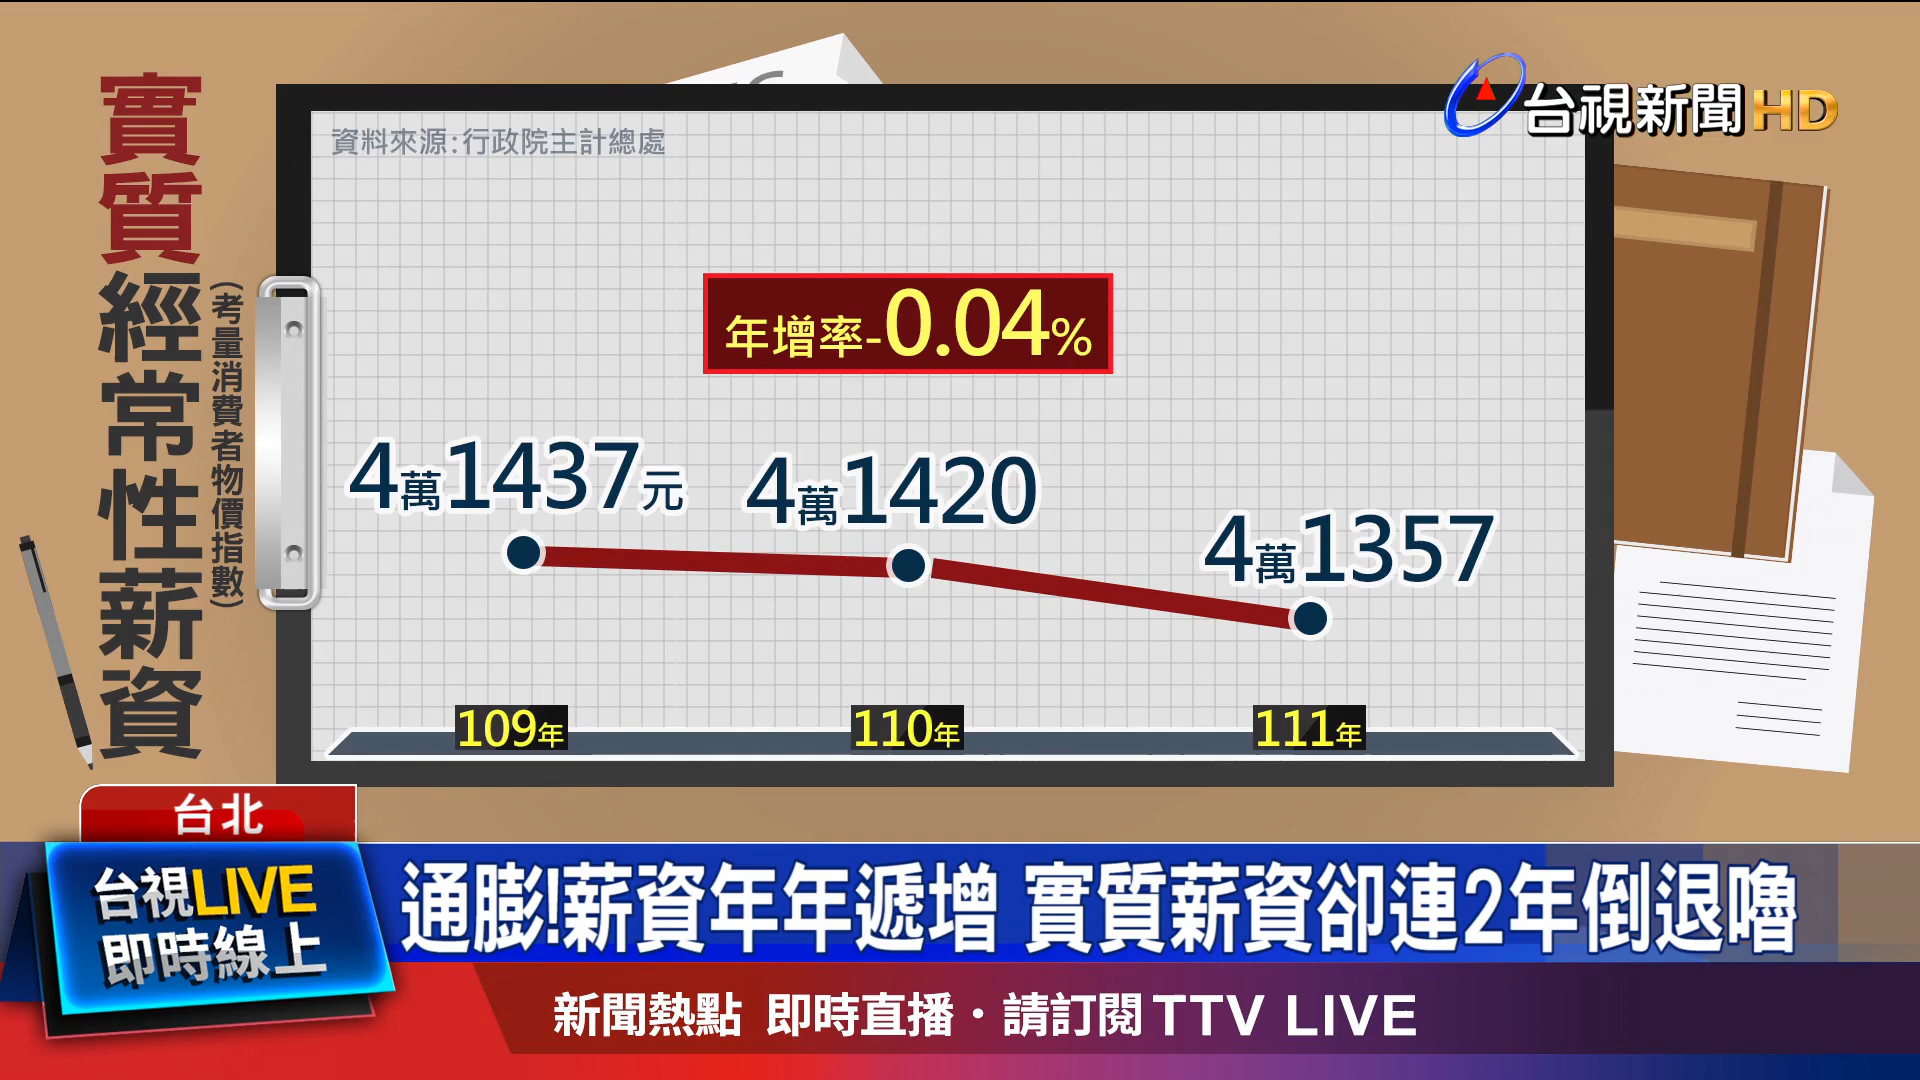 台視新聞HD
實質經常性薪資
(考量消費者物價指數)
資料來源:行政院主計總處
年增率-0.04%
4萬1437元
4萬1420
4萬1357
109年
110年
111年
台北
台視LIVE
即時線上
通膨!薪資年年遞增 實質薪資卻連2年倒退嚕
新聞熱點 即時直播・請訂閱TTV LIVE